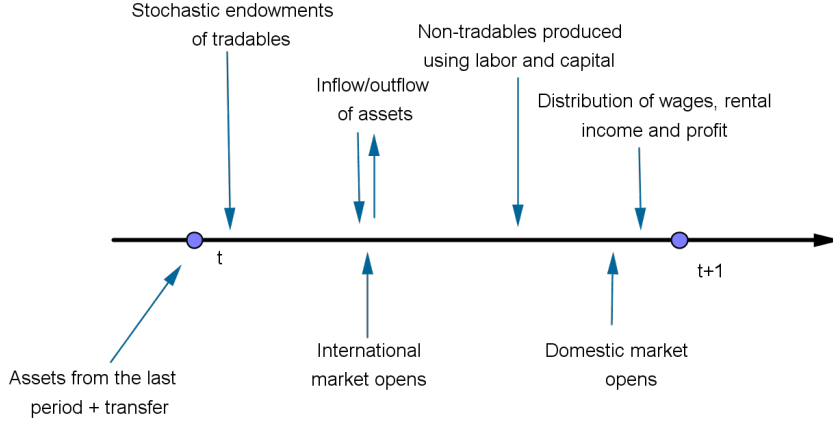 Stochastic endowments
of tradables
Inflow/outflow
of assets
Non-tradables produced
using labor and capital
Distribution of wages, rental
income and profit
t
t+1
Assets from the last
period + transfer
International
market opens
Domestic market
opens